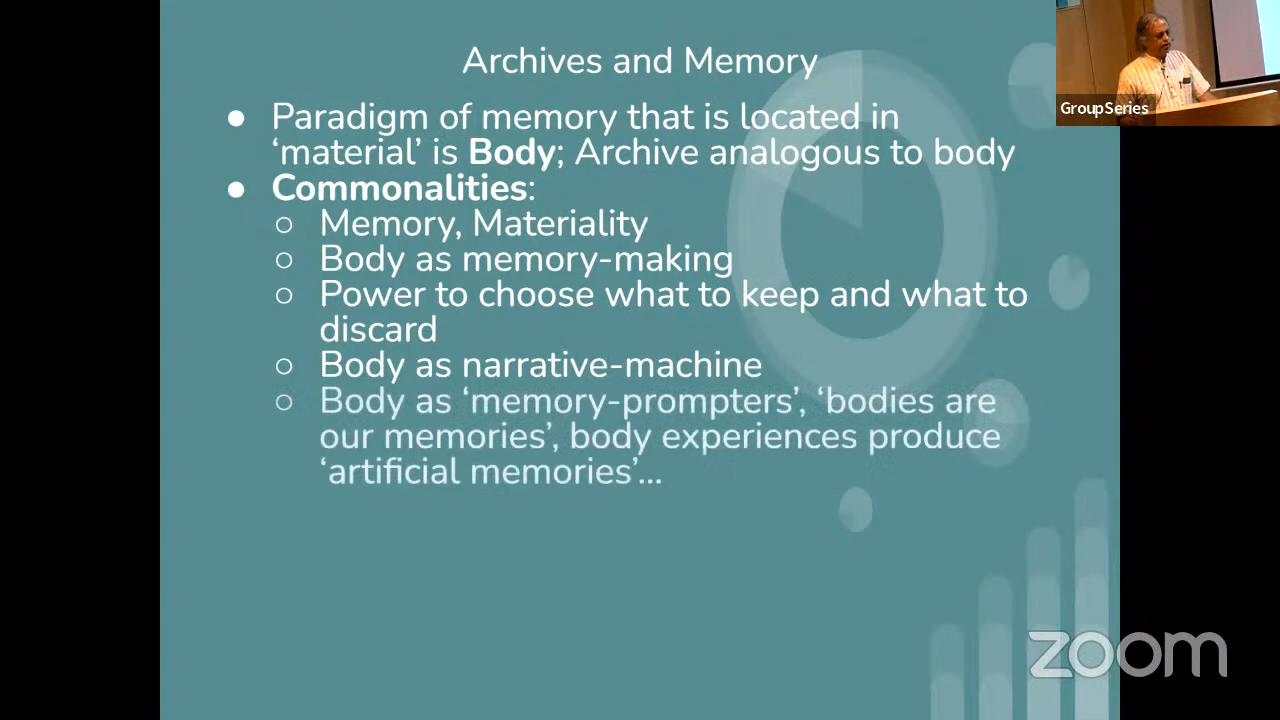 Archives and Memory
● Paradigm of memory that is located in
‘material’ is Body; Archive analogous to body
● Commonalities:
○ Memory, Materiality
○ Body as memory-making
○ Power to choose what to keep and what to
discard
○ Body as narrative-machine
○ Body as ‘memory-prompters’, ‘bodies are
our memories’, body experiences produce
‘artificial memories’...
GroupSeries
zoom